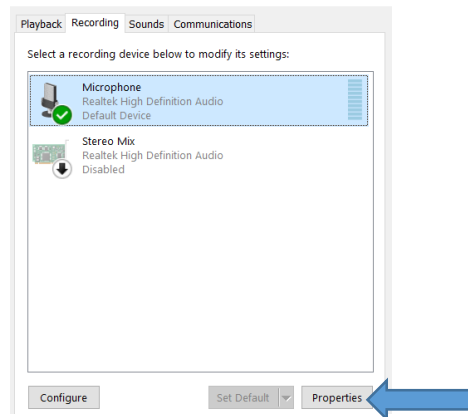 Playback Recording Sounds Communications
Select a recording device below to modify its settings:
Microphone
Realtek High Definition Audio
Default Device
Stereo Mix
Realtek High Definition Audio
Disabled
Configure Set Default Properties